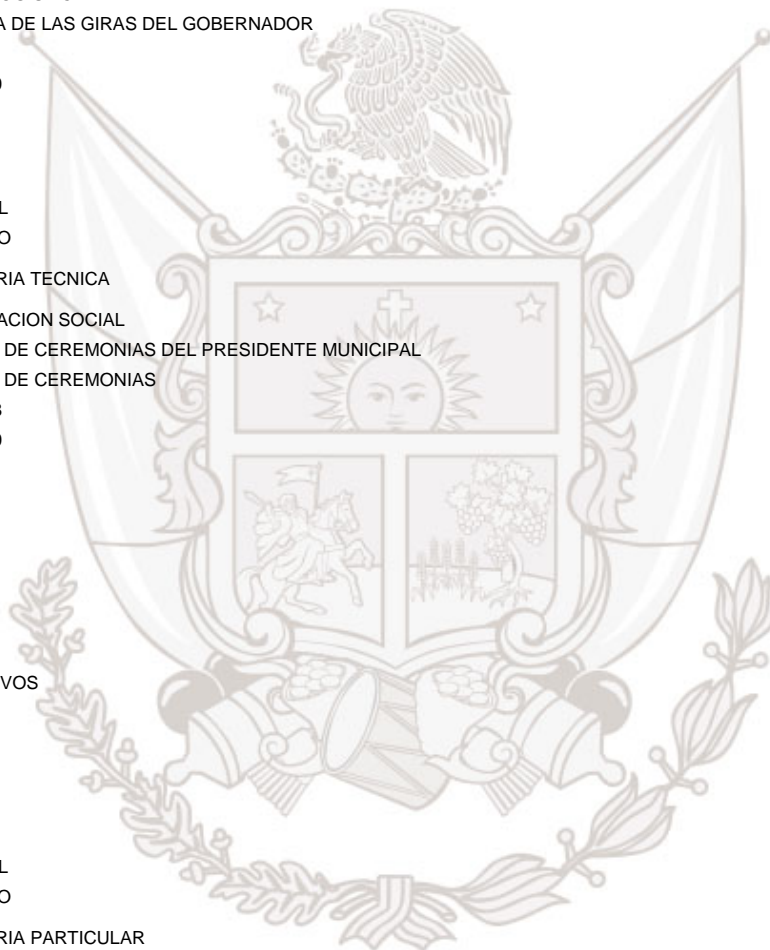 A DE LAS GIRAS DEL GOBERNADOR
L
O
RIA TECNICA
ACION SOCIAL
DE CEREMONIAS DEL PRESIDENTE MUNICIPAL
DE CEREMONIAS
VOS
L
O
RIA PARTICULAR